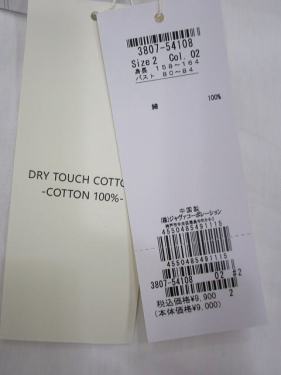 DRY TOUCH COTTO
-COTTON 100%-
3807-54108
Size 2 Col. 02
身長 158～164
バスト 80～84
綿 100%
中国製
(株)ジャヴァコーポレーション
4550485491115
4550485491115
3807-54108 02 #2
税込価格¥9,900 2
(本体価格¥9,000)